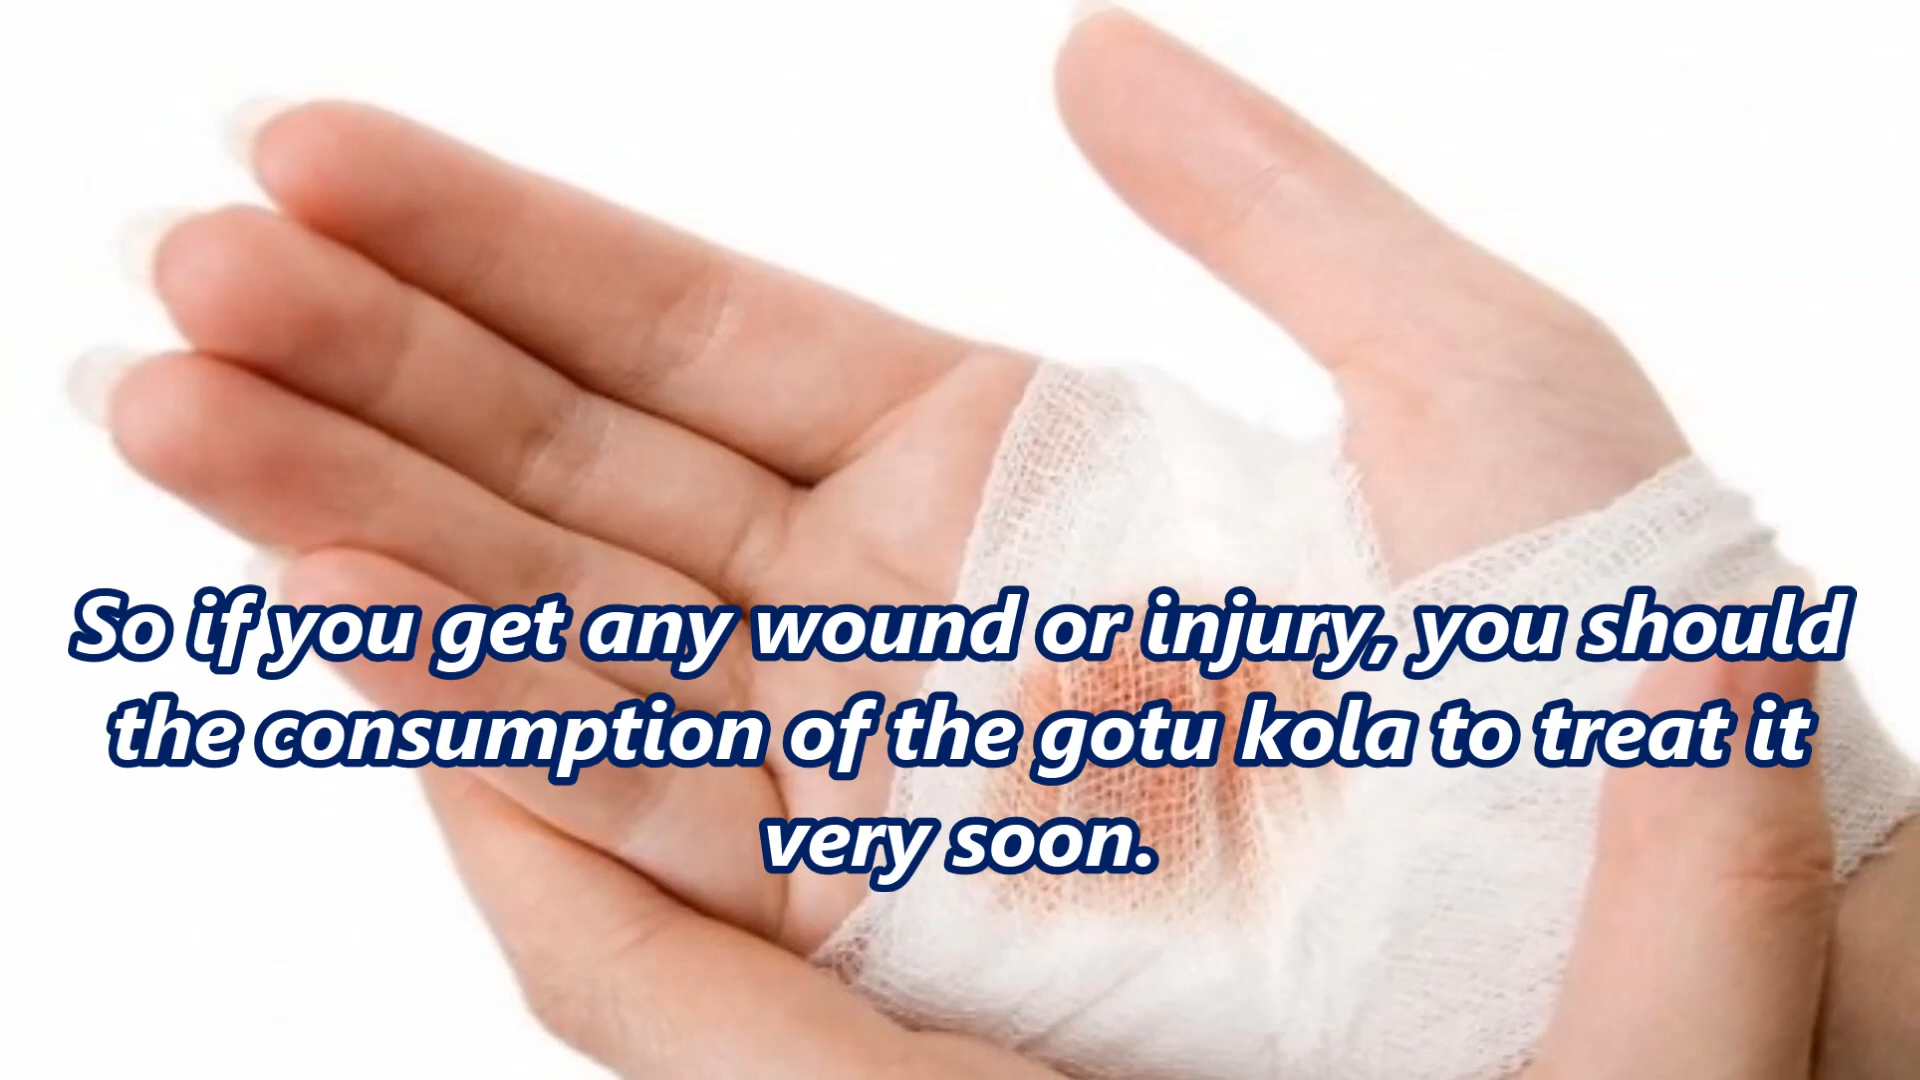 So if you get any wound or injury, you should
the consumption of the gotu kola to treat it
very soon.